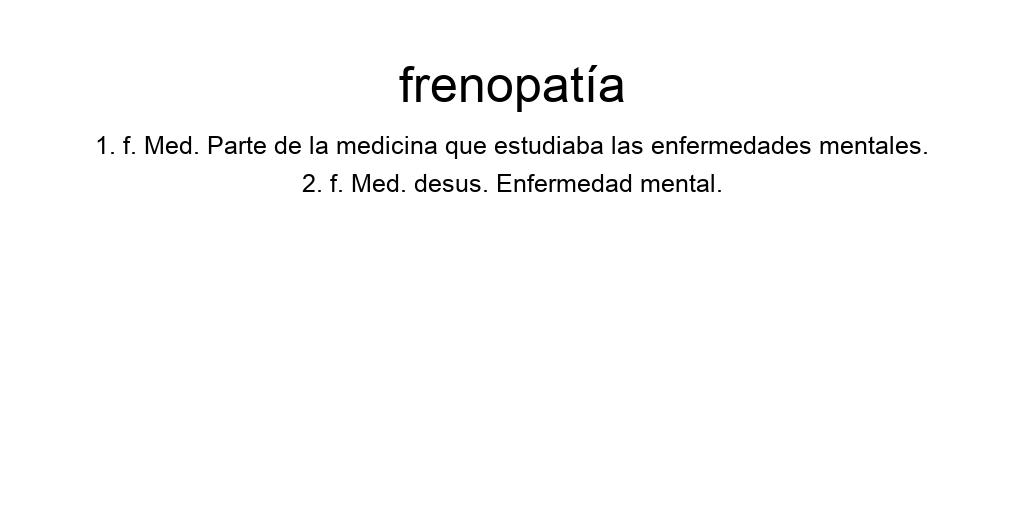 frenopatía
1. f. Med. Parte de la medicina que estudiaba las enfermedades mentales.
2. f. Med. desus. Enfermedad mental.